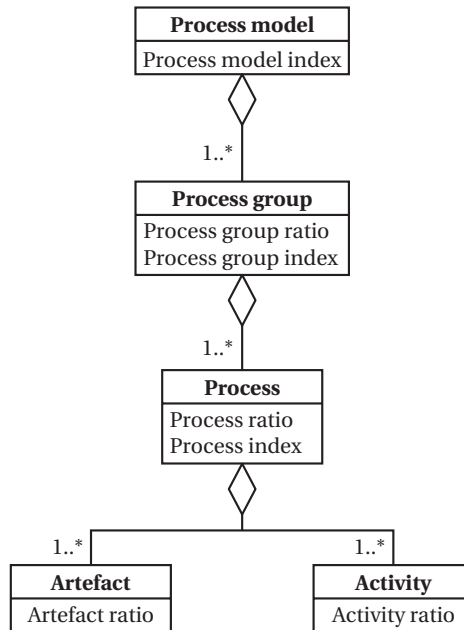 Process model
Process model index
1..*
Process group
Process group ratio
Process group index
1..*
Process
Process ratio
Process index
1..* 1..*
Artefact Activity
Artefact ratio Activity ratio